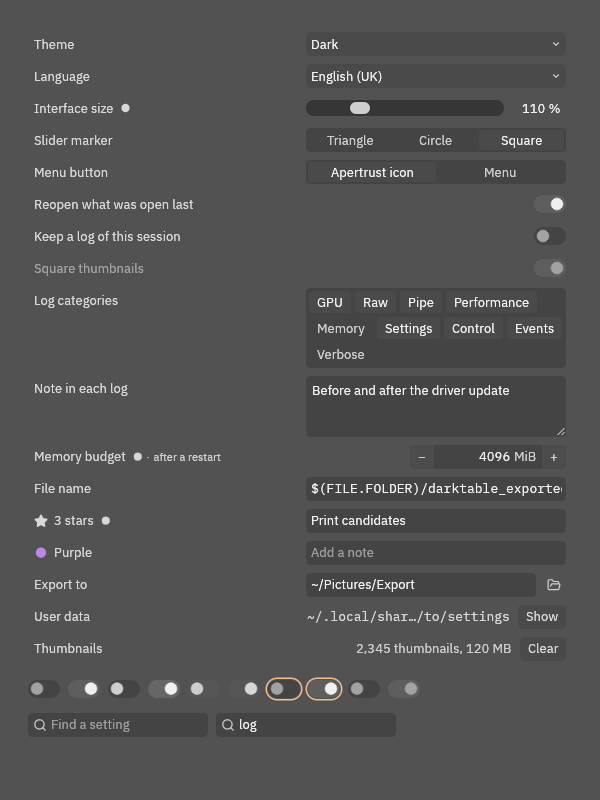 Theme Dark
Language English (UK)
Interface size 110 %
Slider marker Triangle Circle Square
Menu button Apertrust icon Menu
Reopen what was open last
Keep a log of this session
Square thumbnails
Log categories GPU Raw Pipe Performance
Memory Settings Control Events
Verbose
Note in each log Before and after the driver update
Memory budget · after a restart − 4096 MiB +
File name $(FILE.FOLDER)/darktable_exported
3 stars Print candidates
Purple Add a note
Export to ~/Pictures/Export
User data ~/.local/shar…/to/settings Show
Thumbnails 2,345 thumbnails, 120 MB Clear
Find a setting log